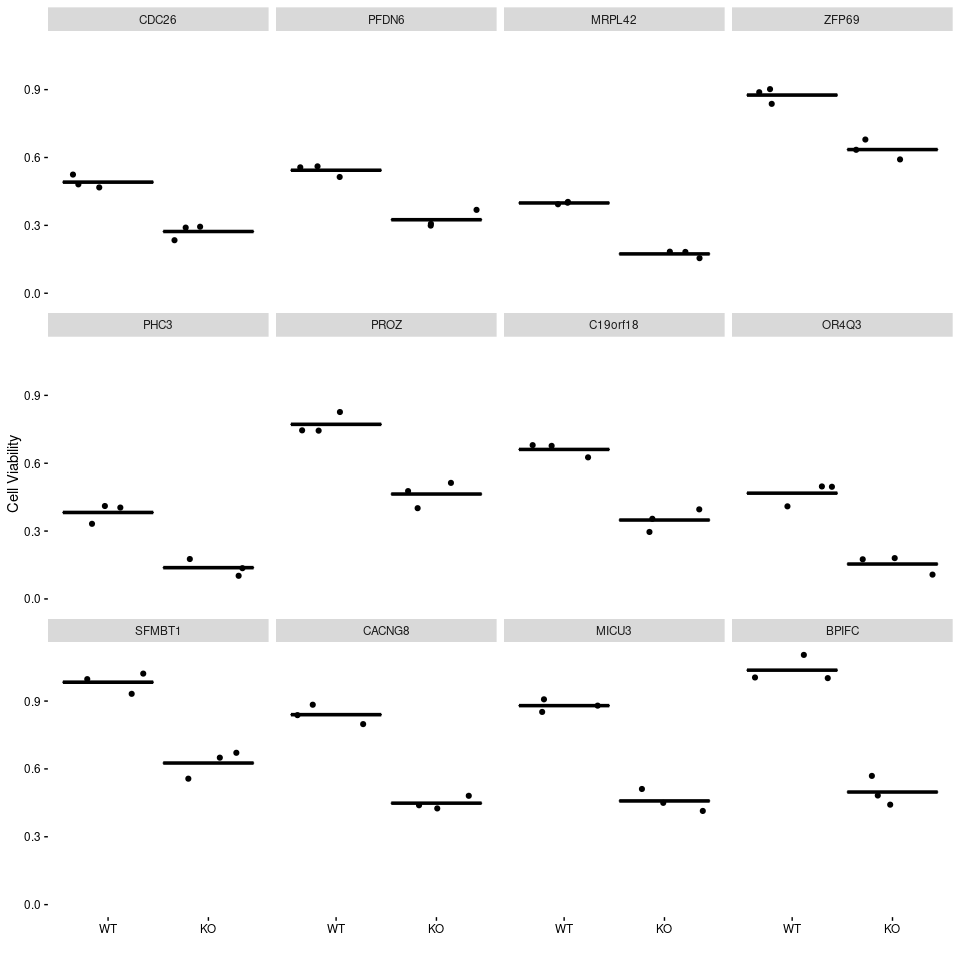 CDC26 PFDN6 MRPL42 ZFP69
0.9
0.6
0.3
0.0
PHC3 PROZ C19orf18 OR4Q3
0.9
0.6
0.3
0.0
Cell Viability
SFMBT1 CACNG8 MICU3 BPIFC
0.9
0.6
0.3
0.0
WT KO WT KO WT KO WT KO